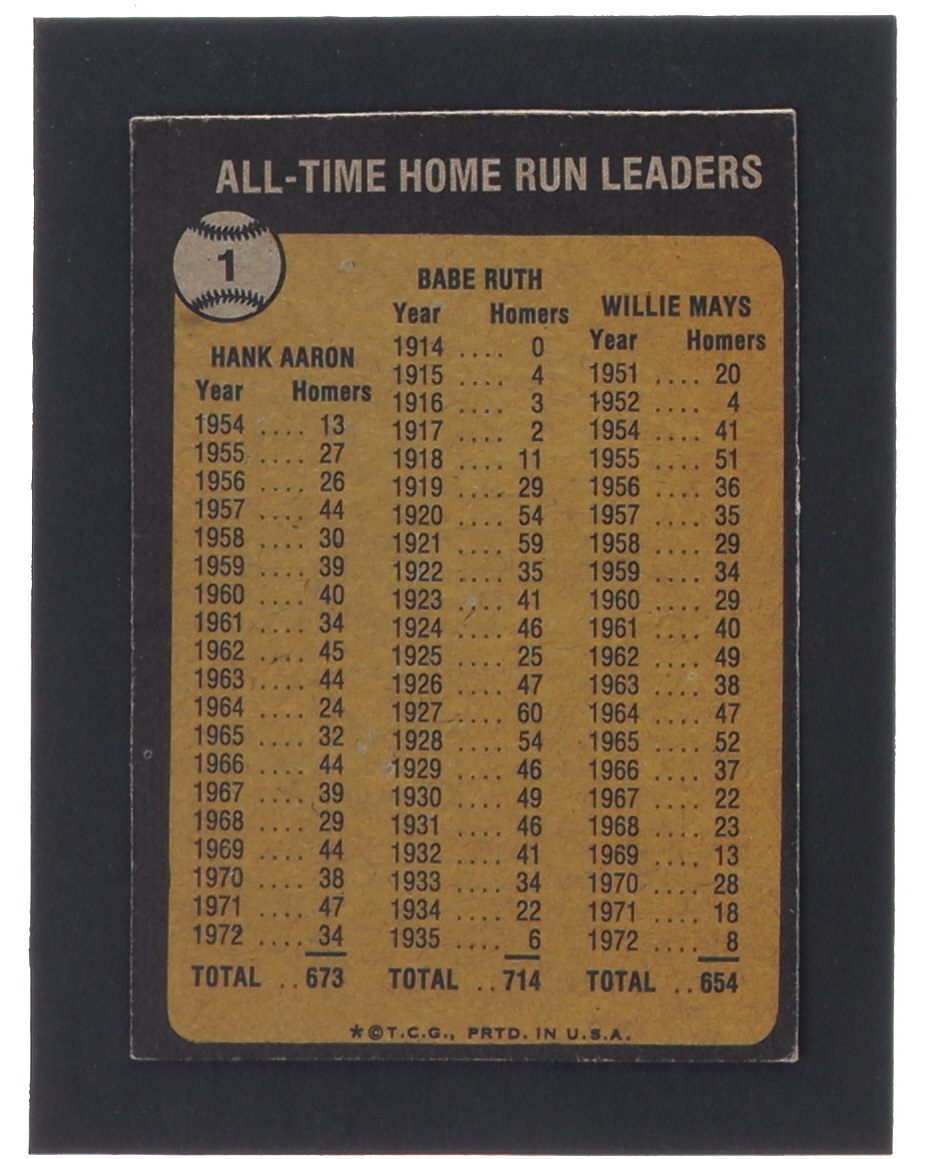 ALL-TIME HOME RUN LEADERS
1
HANK AARON
Year Homers
1954 .... 13
1955 .... 27
1956 .... 26
1957 .... 44
1958 .... 30
1959 .... 39
1960 .... 40
1961 .... 34
1962 .... 45
1963 .... 44
1964 .... 24
1965 .... 32
1966 .... 44
1967 .... 39
1968 .... 29
1969 .... 44
1970 .... 38
1971 .... 47
1972 .... 34
TOTAL .. 673
BABE RUTH
Year Homers
1914 .... 0
1915 .... 4
1916 .... 3
1917 .... 2
1918 .... 11
1919 .... 29
1920 .... 54
1921 .... 59
1922 .... 35
1923 .... 41
1924 .... 46
1925 .... 25
1926 .... 47
1927 .... 60
1928 .... 54
1929 .... 46
1930 .... 49
1931 .... 46
1932 .... 41
1933 .... 34
1934 .... 22
1935 .... 6
TOTAL .. 714
WILLIE MAYS
Year Homers
1951 .... 20
1952 .... 4
1954 .... 41
1955 .... 51
1956 .... 36
1957 .... 35
1958 .... 29
1959 .... 34
1960 .... 29
1961 .... 40
1962 .... 49
1963 .... 38
1964 .... 47
1965 .... 52
1966 .... 37
1967 .... 22
1968 .... 23
1969 .... 13
1970 .... 28
1971 .... 18
1972 .... 8
TOTAL .. 654
*©T.C.G., PRTD. IN U.S.A.